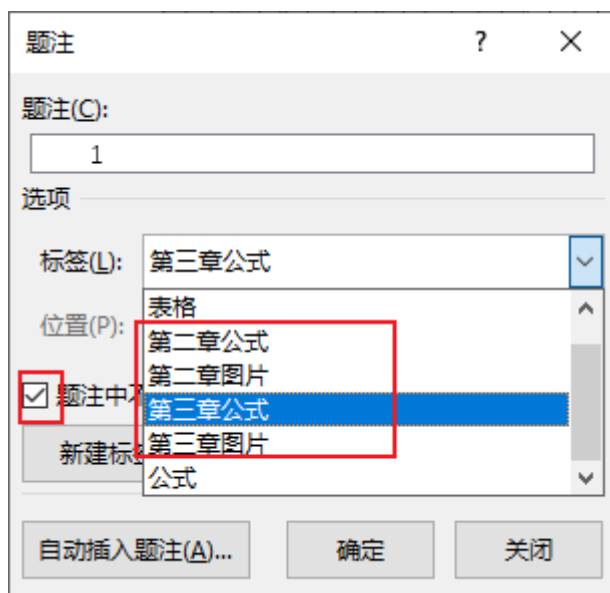 题注 ?
题注(C):
1
选项
标签(L): 第三章公式
表格
位置(P):
第二章公式
第二章图片
题注中
第三章公式
第三章图片
新建标
公式
自动插入题注(A)... 确定 关闭